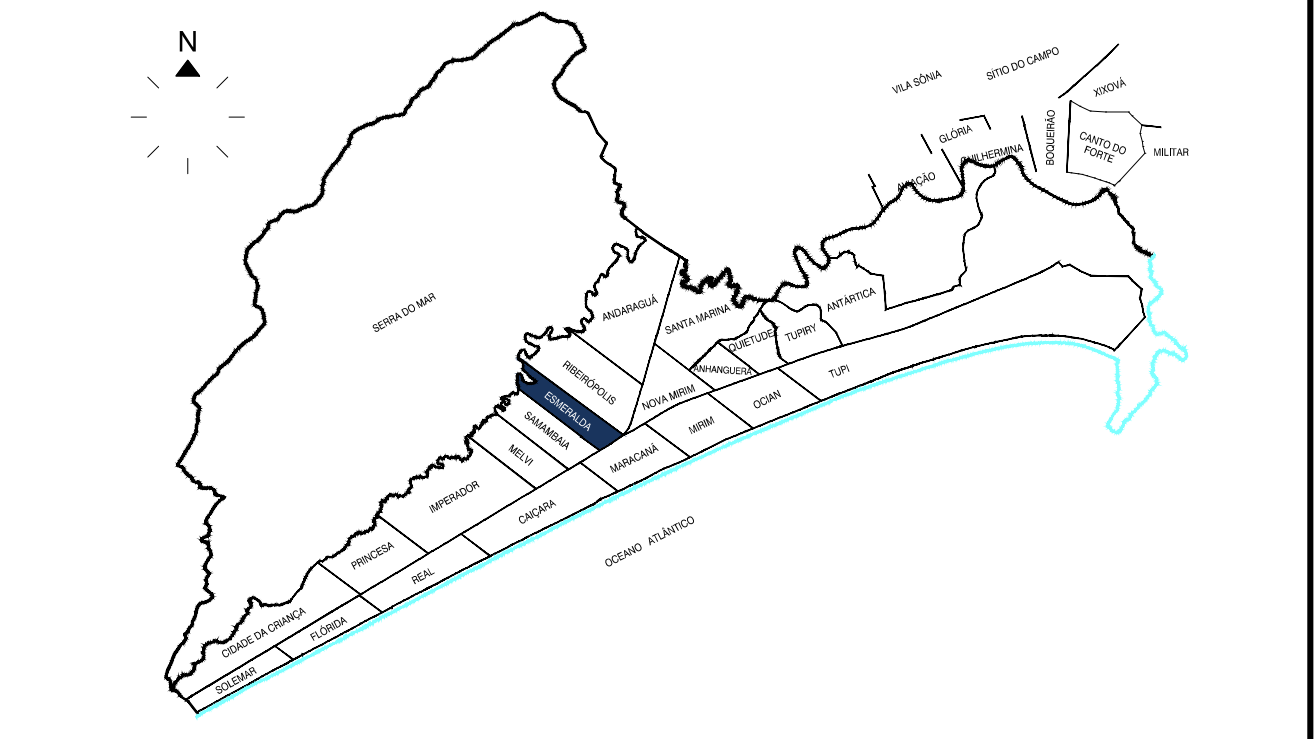 N
SÍTIO DO CAMPO
VILA SÔNIA
XIXOVÁ
GLÓRIA
BOQUEIRÃO
CANTO DO
FORTE
MILITAR
GUILHERMINA
AVIAÇÃO
SERRA DO MAR
ANDARAGUÁ
SANTA MARINA
ANTÁRTICA
QUIETUDE
TUPIRY
RIBEIRÓPOLIS
ANHANGUERA
TUPI
ESMERALDA
NOVA MIRIM
OCIAN
SAMAMBAIA
MIRIM
MELVI
MARACANÃ
IMPERADOR
CAIÇARA
OCEANO ATLÂNTICO
PRINCESA
REAL
CIDADE DA CRIANÇA
FLÓRIDA
SOLEMAR